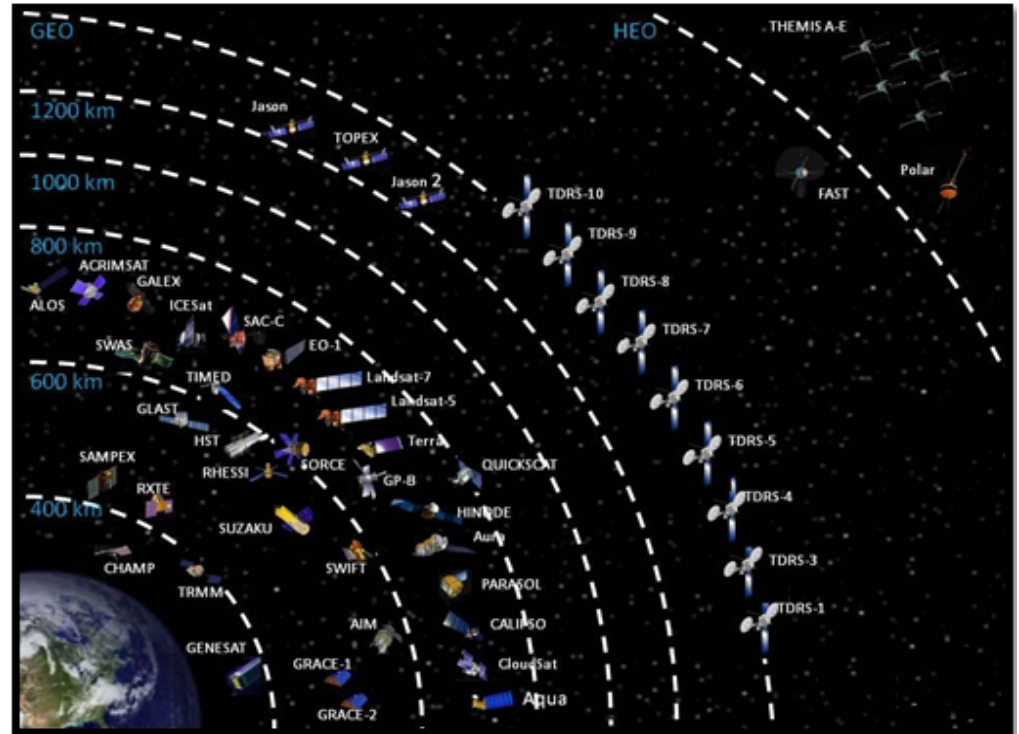 GEO
HEO
THEMIS A-E
1200 km
Jason
TOPEX
1000 km
Jason 2
TDRS-10
FAST
Polar
800 km
TDRS-9
ACRIMSAT
ALOS
GALEX
ICESat
TDRS-8
SAC-C
TDRS-7
SWAS
EO-1
600 km
TIMED
Landsat-7
TDRS-6
GLAST
Landsat-5
HST
Terra
TDRS-5
SAMPEX
RHESSI
SORCE
GP-B
QUICKSCAT
RXTE
TDRS-4
400 km
SUZAKU
HINODE
Aura
CHAMP
SWIFT
TDRS-3
TRMM
PARASOL
TDRS-1
AIM
CALIPSO
GENESAT
GRACE-1
CloudSat
GRACE-2
Aqua